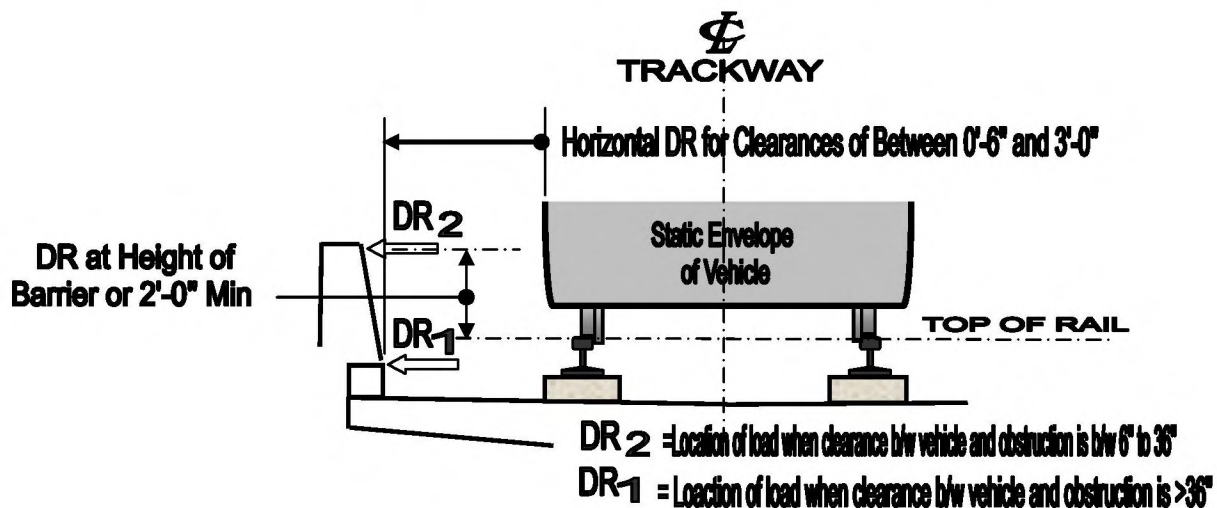 CL
TRACKWAY
Horizontal DR for Clearances of Between 0'-6" and 3'-0"
DR2
Static Envelope
of Vehicle
DR at Height of
Barrier or 2'-0" Min
DR1
TOP OF RAIL
DR2 =Location of load when clearance b/w vehicle and obstruction is b/w 6" to 36"
DR1 = Loaction of load when clearance b/w vehicle and obstruction is >36"